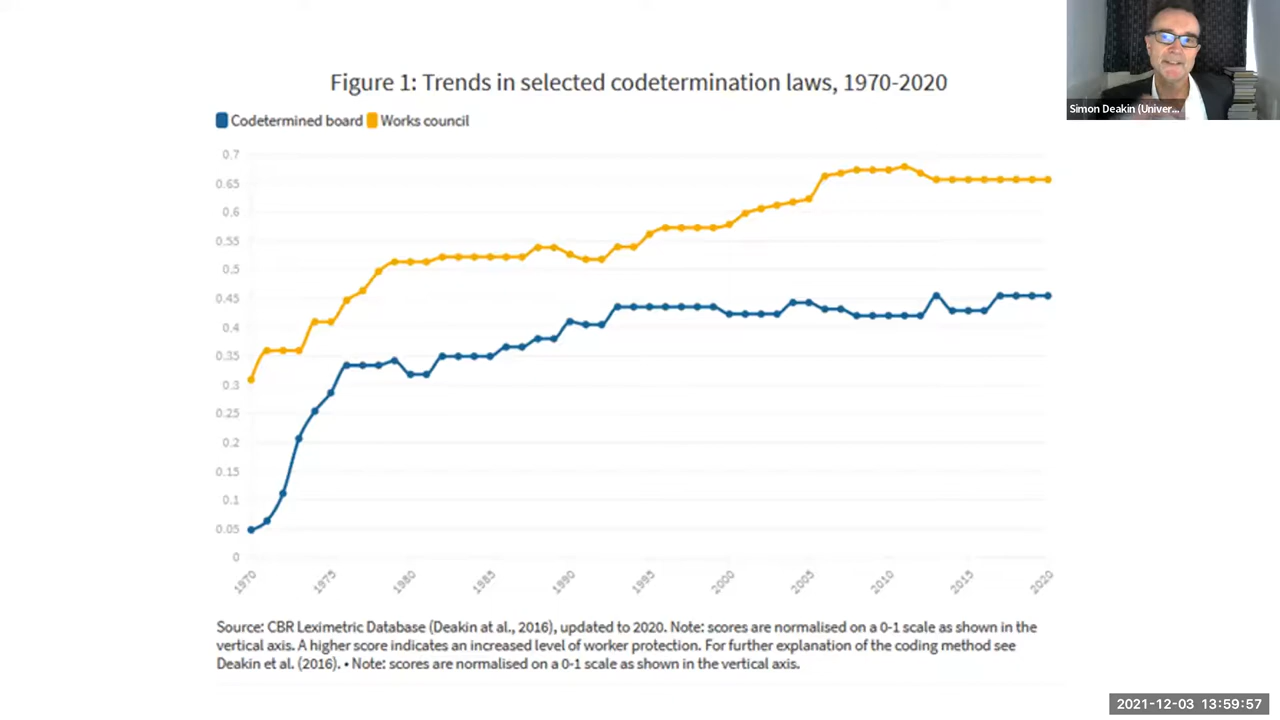 Figure 1: Trends in selected codetermination laws, 1970-2020
Codetermined board Works council
0.7
0.65
0.6
0.55
0.5
0.45
0.4
0.35
0.3
0.25
0.2
0.15
0.1
0.05
0
1970 1975 1980 1985 1990 1995 2000 2005 2010 2015 2020
Source: CBR Leximetric Database (Deakin at al., 2016), updated to 2020. Note: scores are normalised on a 0-1 scale as shown in the
vertical axis. A higher score indicates an increased level of worker protection. For further explanation of the coding method see
Deakin et al. (2016). • Note: scores are normalised on a 0-1 scale as shown in the vertical axis.
Simon Deakin (Univer...
2021-12-03 13:59:57